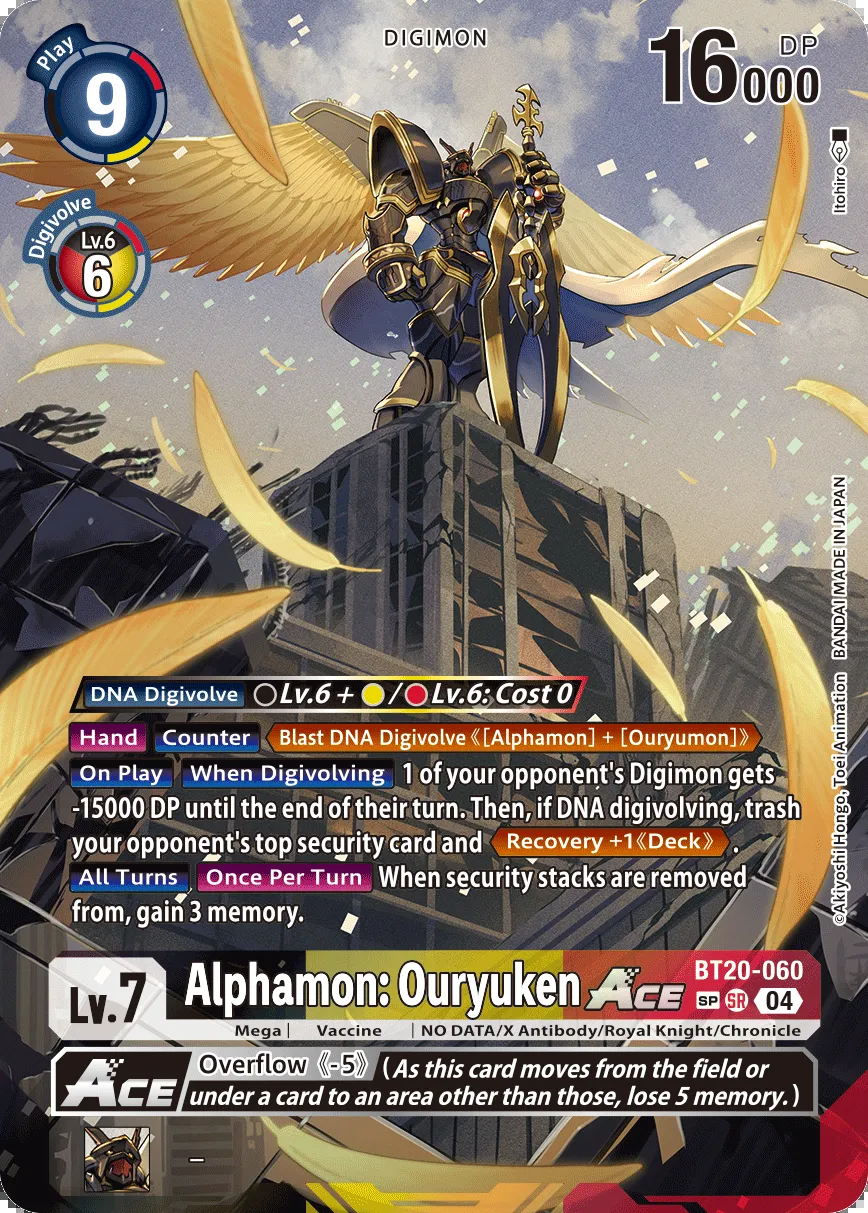 DIGIMON
Play
9
16000
DP
Digivolve
Lv.6
6
Itohiro
BANDAI MADE IN JAPAN
©Akiyoshi Hongo, Toei Animation
DNA Digivolve Lv.6 + / Lv.6: Cost 0
Hand Counter Blast DNA Digivolve 《[Alphamon] + [Ouryumon]》
On Play When Digivolving 1 of your opponent's Digimon gets
-15000 DP until the end of their turn. Then, if DNA digivolving, trash
your opponent's top security card and Recovery +1《Deck》.
All Turns Once Per Turn When security stacks are removed
from, gain 3 memory.
Lv.7
Alphamon: Ouryuken ACE
BT20-060
SP SR 04
Mega | Vaccine | NO DATA/X Antibody/Royal Knight/Chronicle
ACE Overflow 《-5》 (As this card moves from the field or
under a card to an area other than those, lose 5 memory.)
–